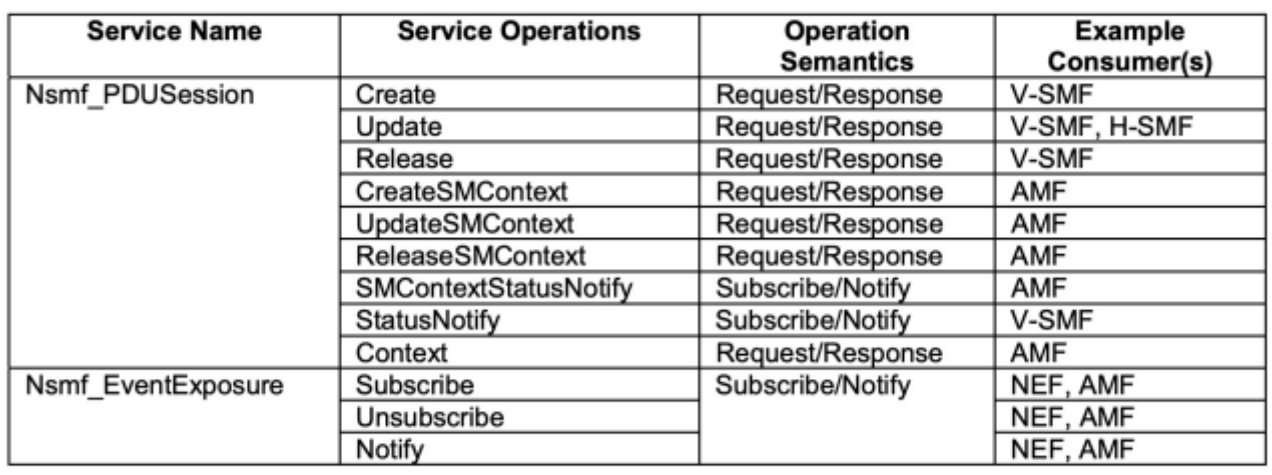 Service Name Service Operations Operation Example
Semantics Consumer(s)
Nsmf_PDUSession Create Request/Response V-SMF
Update Request/Response V-SMF, H-SMF
Release Request/Response V-SMF
CreateSMContext Request/Response AMF
UpdateSMContext Request/Response AMF
ReleaseSMContext Request/Response AMF
SMContextStatusNotify Subscribe/Notify AMF
StatusNotify Subscribe/Notify V-SMF
Context Request/Response AMF
Nsmf_EventExposure Subscribe Subscribe/Notify NEF, AMF
Unsubscribe NEF, AMF
Notify NEF, AMF